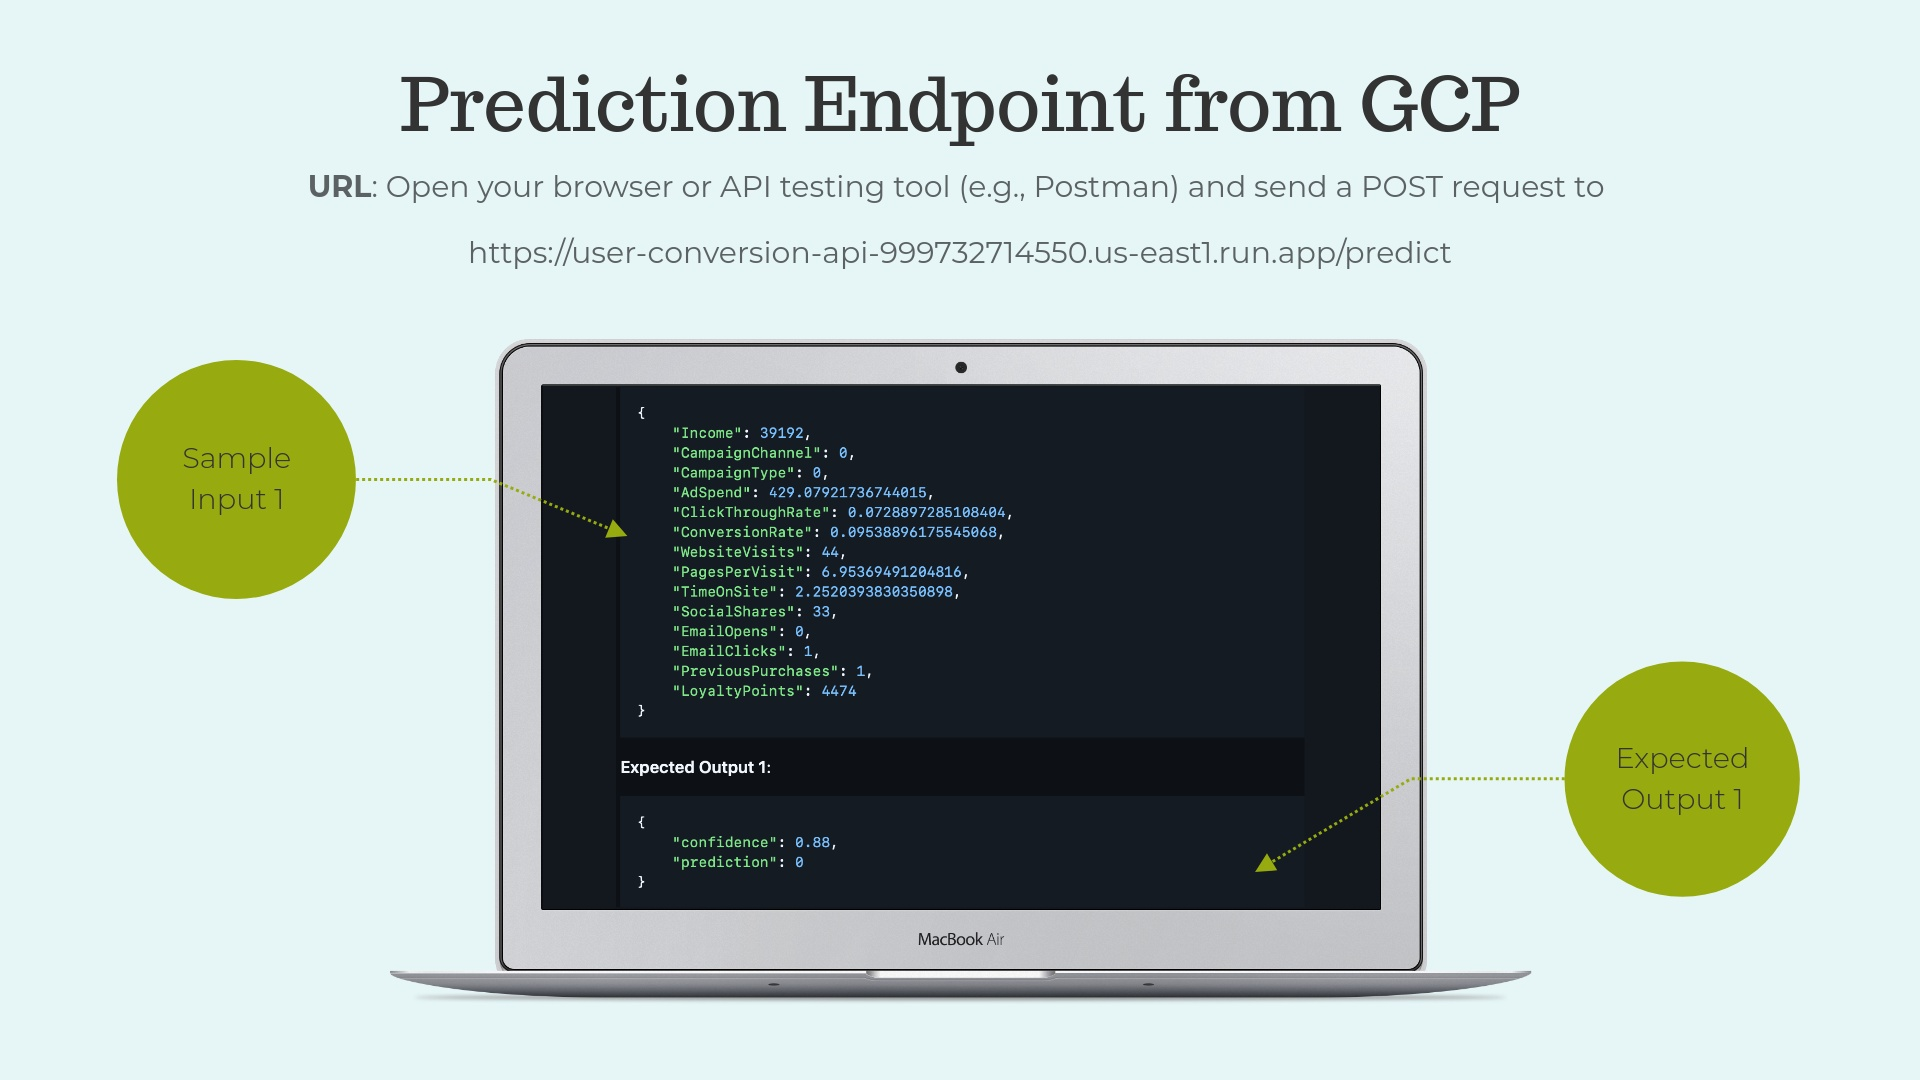 Prediction Endpoint from GCP
URL: Open your browser or API testing tool (e.g., Postman) and send a POST request to
https://user-conversion-api-999732714550.us-east1.run.app/predict
Sample
Input 1
{
"Income": 39192,
"CampaignChannel": 0,
"CampaignType": 0,
"AdSpend": 429.07921736744015,
"ClickThroughRate": 0.0728897285108404,
"ConversionRate": 0.09538896175545068,
"WebsiteVisits": 44,
"PagesPerVisit": 6.95369491204816,
"TimeOnSite": 2.2520393830350898,
"SocialShares": 33,
"EmailOpens": 0,
"EmailClicks": 1,
"PreviousPurchases": 1,
"LoyaltyPoints": 4474
}
Expected Output 1:
{
"confidence": 0.88,
"prediction": 0
}
Expected
Output 1
MacBook Air